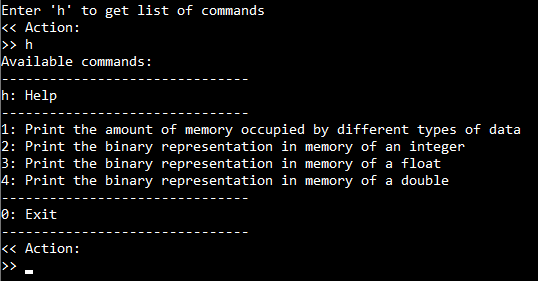 Enter 'h' to get list of commands
<< Action:
>> h
Available commands:
-------------------------------
h: Help
-------------------------------
1: Print the amount of memory occupied by different types of data
2: Print the binary representation in memory of an integer
3: Print the binary representation in memory of a float
4: Print the binary representation in memory of a double
-------------------------------
0: Exit
-------------------------------
<< Action:
>> _